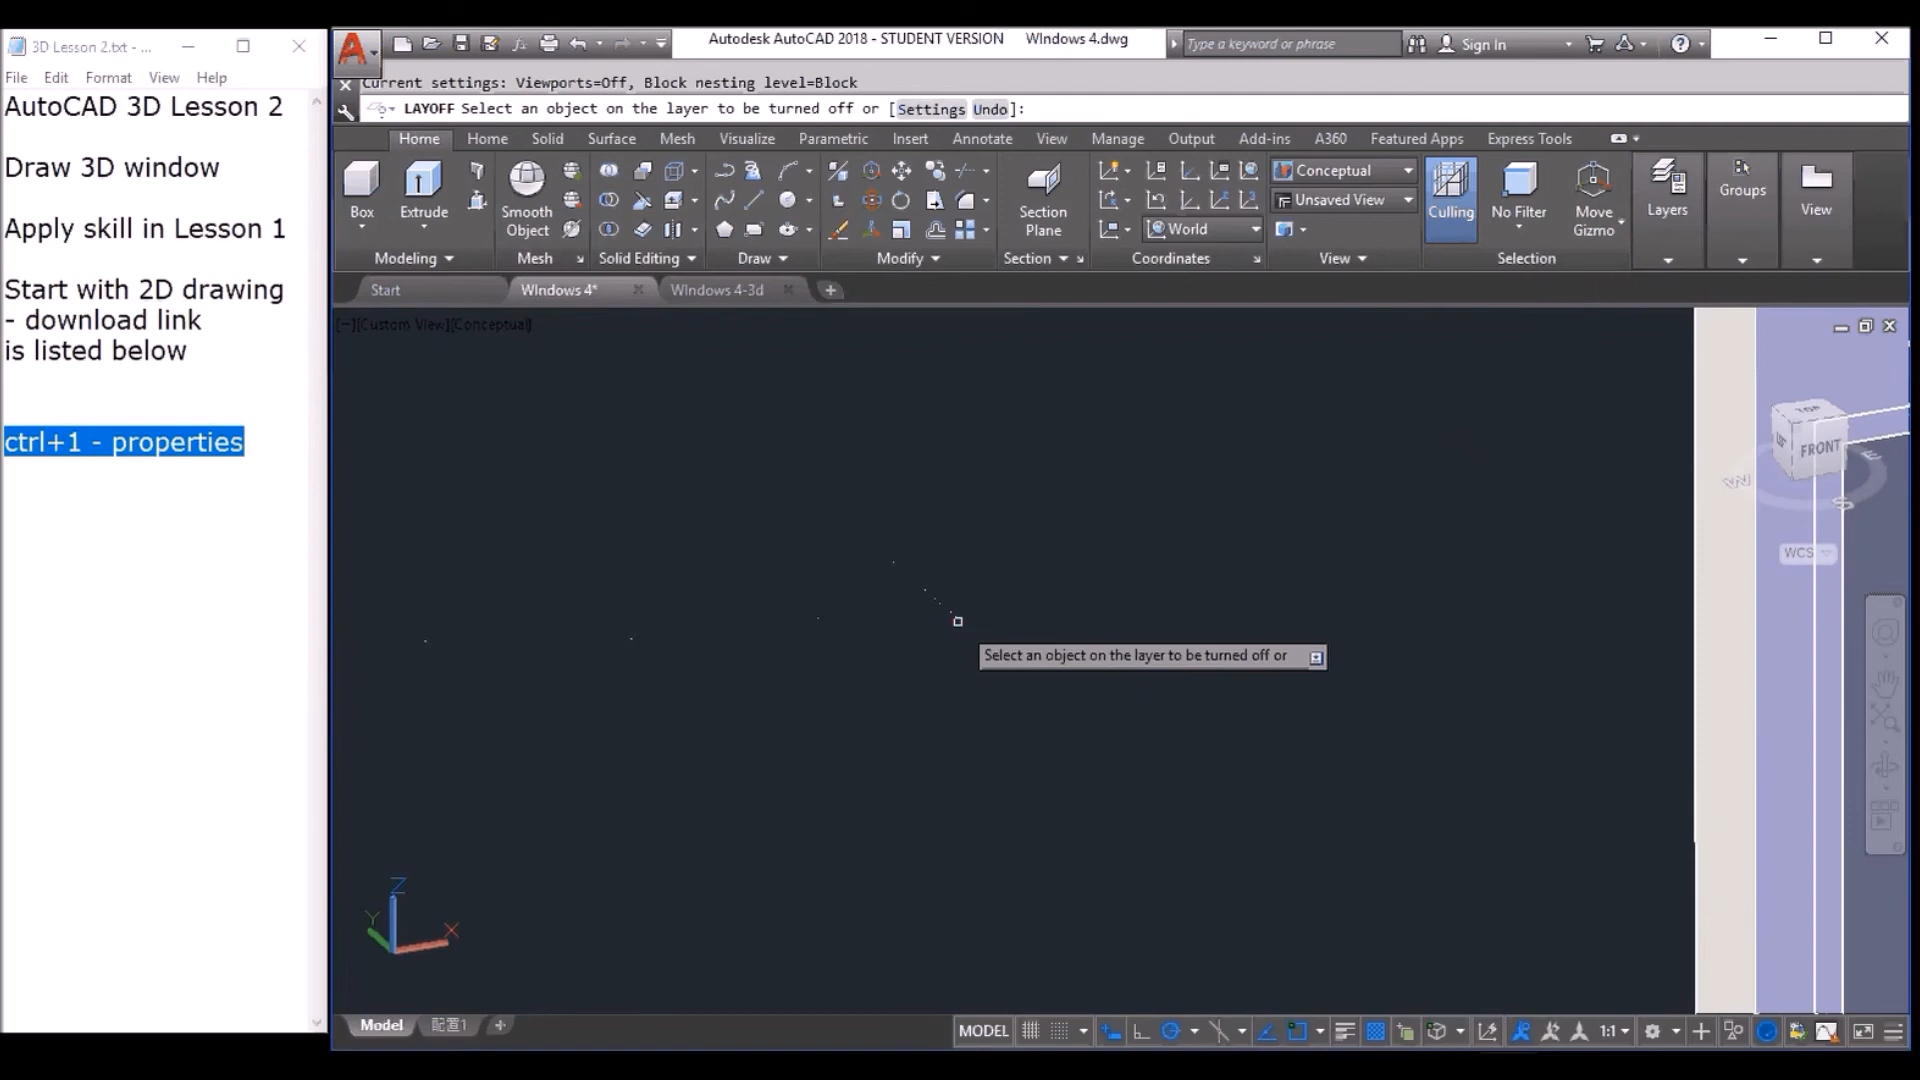 3D Lesson 2.txt - ...
File Edit Format View Help
AutoCAD 3D Lesson 2
Draw 3D window
Apply skill in Lesson 1
Start with 2D drawing
- download link
is listed below
ctrl+1 - properties
Autodesk AutoCAD 2018 - STUDENT VERSION WIndows 4.dwg
Type a keyword or phrase
Sign In
Current settings: Viewports=Off, Block nesting level=Block
LAYOFF Select an object on the layer to be turned off or [Settings Undo]:
Home Home Solid Surface Mesh Visualize Parametric Insert Annotate View Manage Output Add-ins A360 Featured Apps Express Tools
Box
Extrude
Smooth
Object
Section
Plane
World
Conceptual
Unsaved View
Culling
No Filter
Move
Gizmo
Layers
Groups
View
Modeling Mesh Solid Editing Draw Modify Section Coordinates View Selection
Start WIndows 4* WIndows 4-3d
[−][Custom View][Conceptual]
TOP
FRONT
W
S
E
WCS
Select an object on the layer to be turned off or
Z
Y
X
Model 配置1
MODEL
1:1